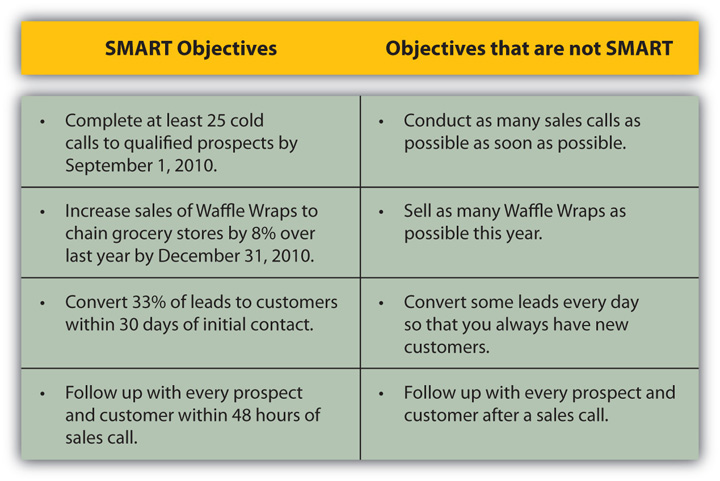 SMART Objectives
Objectives that are not SMART
• Complete at least 25 cold
calls to qualified prospects by
September 1, 2010.
• Conduct as many sales calls as
possible as soon as possible.
• Increase sales of Waffle Wraps to
chain grocery stores by 8% over
last year by December 31, 2010.
• Sell as many Waffle Wraps as
possible this year.
• Convert 33% of leads to customers
within 30 days of initial contact.
• Convert some leads every day
so that you always have new
customers.
• Follow up with every prospect
and customer within 48 hours of
sales call.
• Follow up with every prospect and
customer after a sales call.